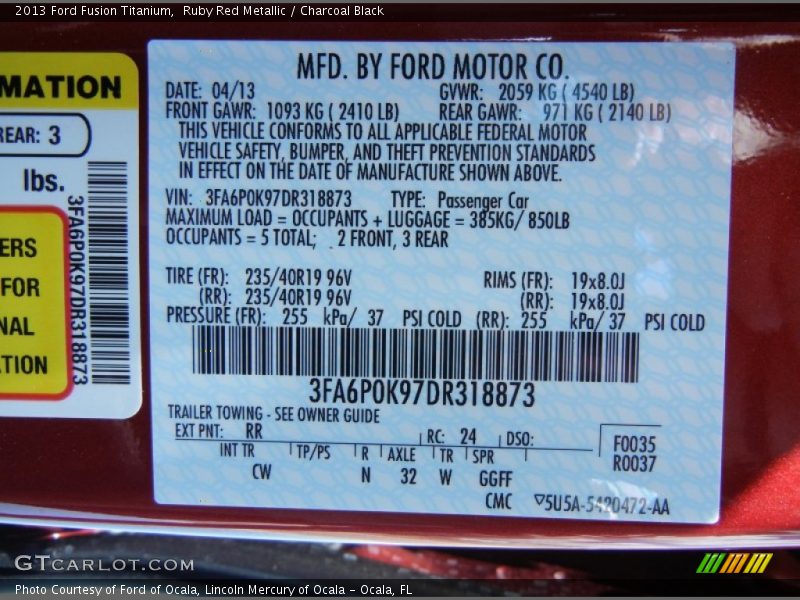 2013 Ford Fusion Titanium, Ruby Red Metallic / Charcoal Black
MFD. BY FORD MOTOR CO.
DATE: 04/13 GVWR: 2059 KG ( 4540 LB)
FRONT GAWR: 1093 KG ( 2410 LB) REAR GAWR: 971 KG ( 2140 LB)
THIS VEHICLE CONFORMS TO ALL APPLICABLE FEDERAL MOTOR
VEHICLE SAFETY, BUMPER, AND THEFT PREVENTION STANDARDS
IN EFFECT ON THE DATE OF MANUFACTURE SHOWN ABOVE.
VIN: 3FA6P0K97DR318873 TYPE: Passenger Car
MAXIMUM LOAD = OCCUPANTS + LUGGAGE = 385KG/ 850LB
OCCUPANTS = 5 TOTAL; 2 FRONT, 3 REAR
TIRE (FR): 235/40R19 96V RIMS (FR): 19x8.0J
(RR): 235/40R19 96V (RR): 19x8.0J
PRESSURE (FR): 255 kPa/ 37 PSI COLD (RR): 255 kPa/ 37 PSI COLD
3FA6P0K97DR318873
TRAILER TOWING - SEE OWNER GUIDE
EXT PNT: RR RC: 24 DSO:
F0035
R0037
INT TR TP/PS R AXLE TR SPR
CW N 32 W GGFF
CMC 5U5A-5420472-AA
MATION
REAR: 3
lbs.
3FA6P0K97DR318873
ERS
FOR
NAL
TION
GTCARLOT.COM
Photo Courtesy of Ford of Ocala, Lincoln Mercury of Ocala – Ocala, FL